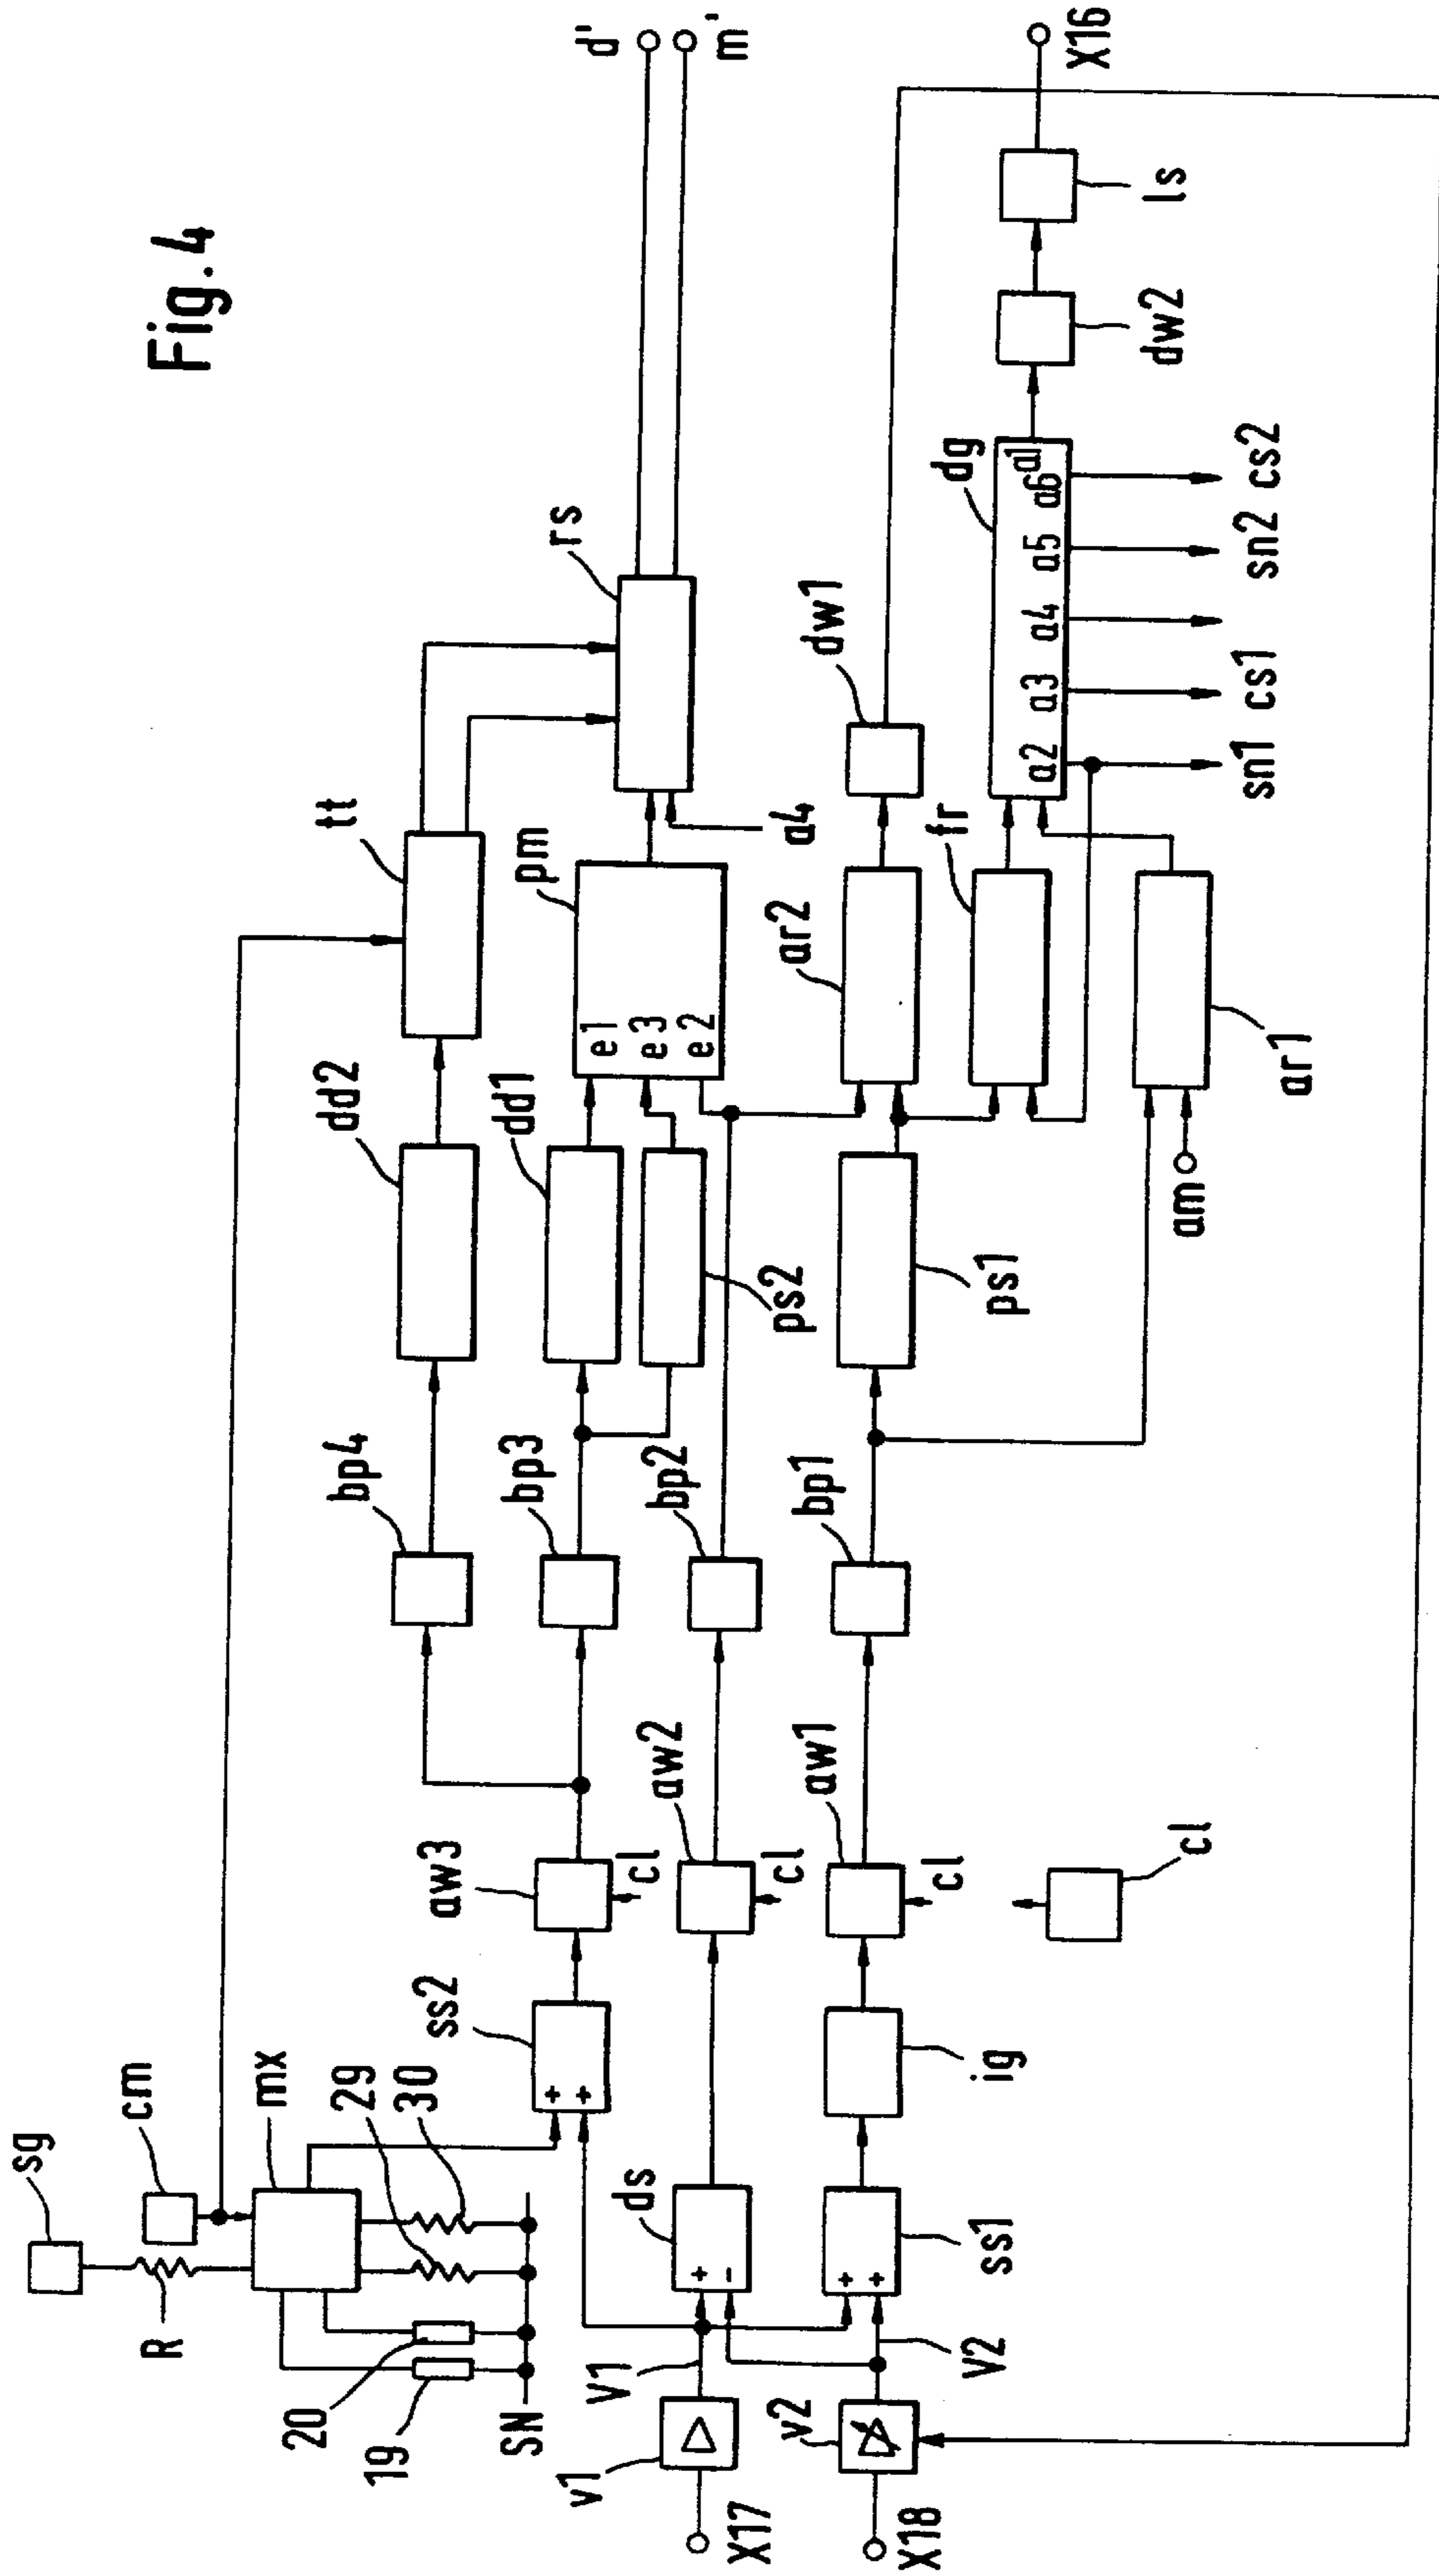 Fig. 4
sg
cm
mx
R
20
19
29
30
SN
v1
X17
V1
v2
X18
V2
ds
+
-
ss1
+
+
ss2
+
+
ig
aw3
cl
aw2
cl
aw1
cl
cl
bp4
bp3
bp2
bp1
dd2
dd1
ps2
ps1
tt
pm
e1
e3
e2
a4
rs
d'
m'
ar2
dw1
fr
am
ar1
dg
a1
a2
a3
a4
a5
a6
sn1
cs1
sn2
cs2
dw2
ls
X16